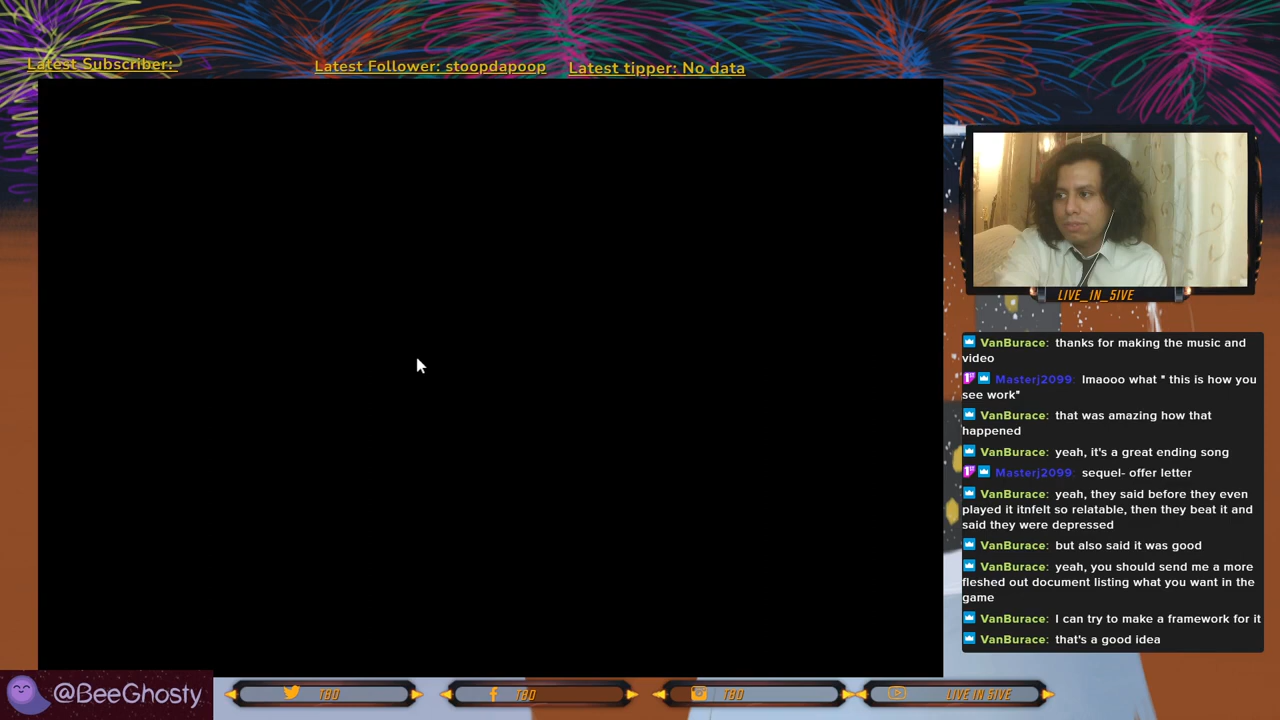 Latest Subscriber:
Latest Follower: stoopdapoop
Latest tipper: No data
LIVE_IN_5IVE
VanBurace: thanks for making the music and
video
Masterj2099: lmaooo what " this is how you
see work"
VanBurace: that was amazing how that
happened
VanBurace: yeah, it's a great ending song
Masterj2099: sequel- offer letter
VanBurace: yeah, they said before they even
played it itnfelt so relatable, then they beat it and
said they were depressed
VanBurace: but also said it was good
VanBurace: yeah, you should send me a more
fleshed out document listing what you want in the
game
VanBurace: I can try to make a framework for it
VanBurace: that's a good idea
@BeeGhosty
TBD
TBD
TBD
LIVE IN 5IVE